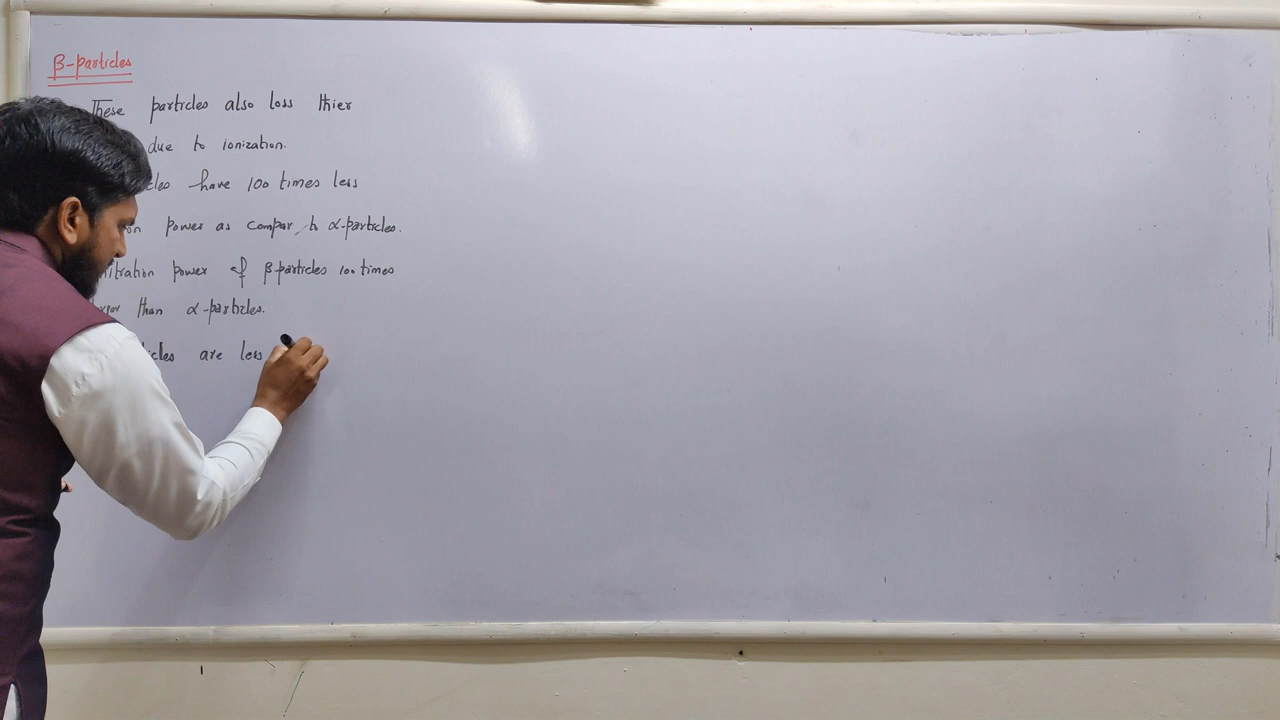 β-particles
These particles also loss thier
due to ionization.
have 100 times less
power as compar to α-particles.
power of β particles 100 times
than α-particles.
are less